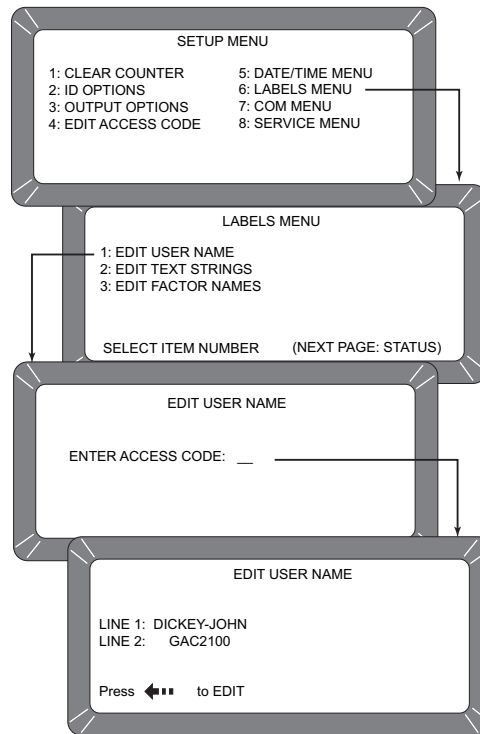 SETUP MENU
1: CLEAR COUNTER
2: ID OPTIONS
3: OUTPUT OPTIONS
4: EDIT ACCESS CODE
5: DATE/TIME MENU
6: LABELS MENU
7: COM MENU
8: SERVICE MENU
LABELS MENU
1: EDIT USER NAME
2: EDIT TEXT STRINGS
3: EDIT FACTOR NAMES
SELECT ITEM NUMBER (NEXT PAGE: STATUS)
EDIT USER NAME
ENTER ACCESS CODE: __
EDIT USER NAME
LINE 1: DICKEY-JOHN
LINE 2: GAC2100
Press to EDIT